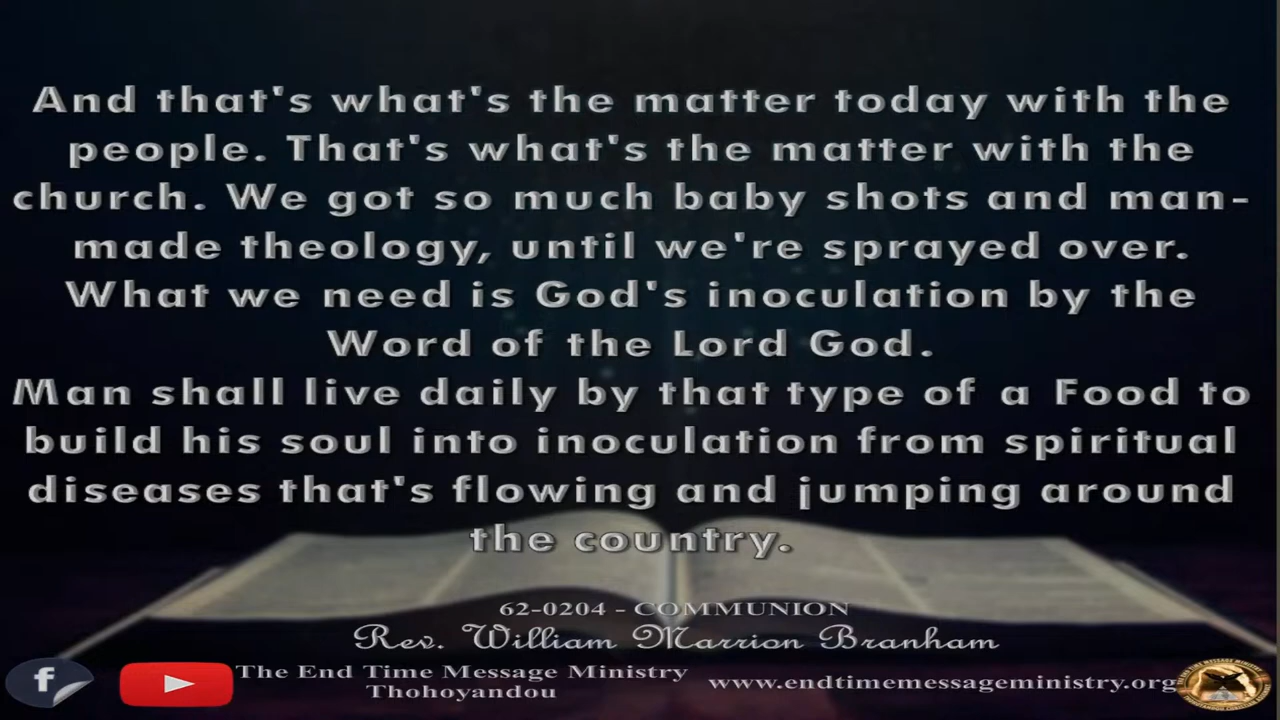 And that's what's the matter today with the
people. That's what's the matter with the
church. We got so much baby shots and man-
made theology, until we're sprayed over.
What we need is God's inoculation by the
Word of the Lord God.
Man shall live daily by that type of a Food to
build his soul into inoculation from spiritual
diseases that's flowing and jumping around
the country.
62-0204 - COMMUNION
Rev. William Marrion Branham
f
The End Time Message Ministry
Thohoyandou
www.endtimemessageministry.org